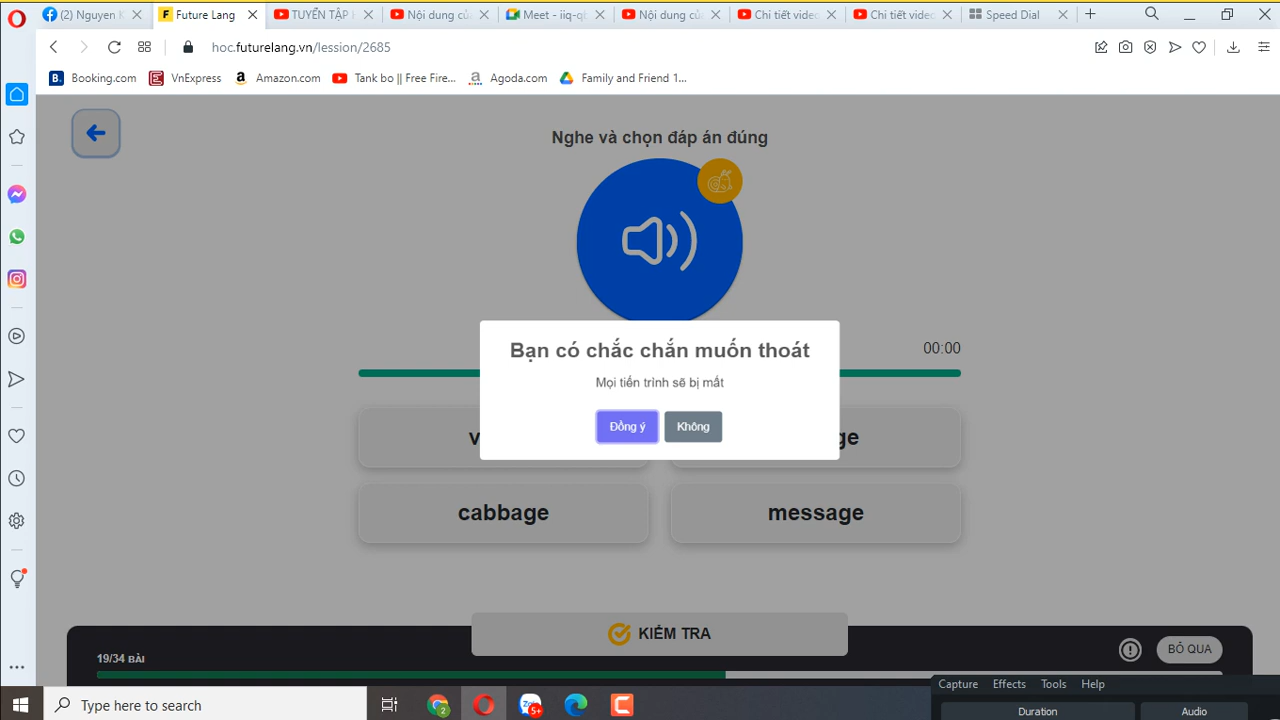 (2) Nguyen K
Future Lang
TUYỂN TẬP
Nội dung củ
Meet - iiq-q
Nội dung củ
Chi tiết video
Chi tiết video
Speed Dial
hoc.futurelang.vn/lession/2685
Booking.com
VnExpress
Amazon.com
Tank bo || Free Fire...
Agoda.com
Family and Friend 1...
Nghe và chọn đáp án đúng
00:00
Bạn có chắc chắn muốn thoát
Mọi tiến trình sẽ bị mất
Đồng ý
Không
v
ge
cabbage
message
KIỂM TRA
19/34 BÀI
BỎ QUA
Capture Effects Tools Help
Duration
Audio
Type here to search
2
Zalo
5+